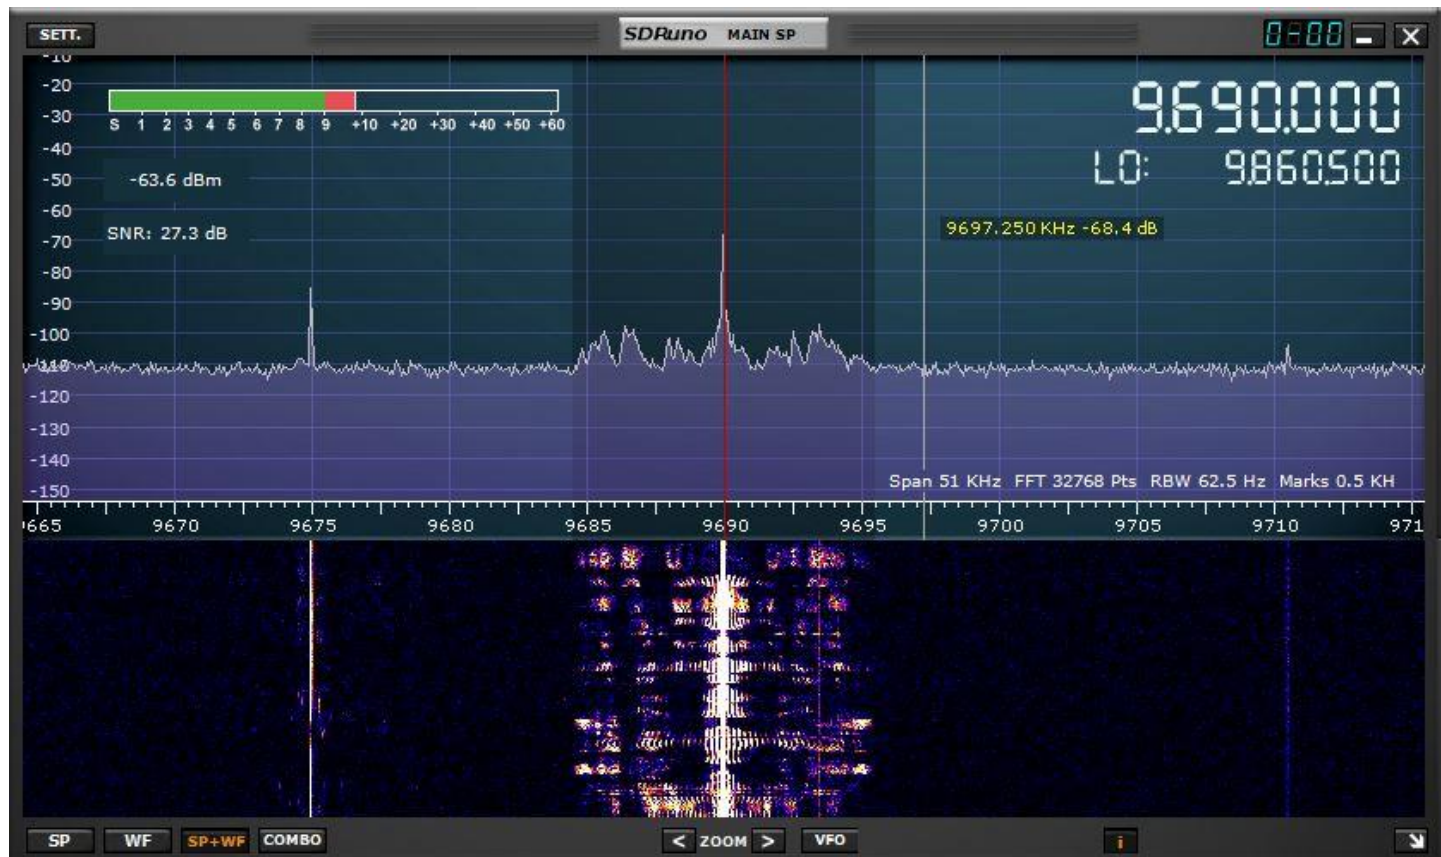 SETT.
SDRuno MAIN SP
0-00
-10
-20
-30
-40
-50
-60
-70
-80
-90
-100
-110
-120
-130
-140
-150
S 1 2 3 4 5 6 7 8 9 +10 +20 +30 +40 +50 +60
-63.6 dBm
SNR: 27.3 dB
9.690.000
LO: 9.860.500
9697.250 KHz -68.4 dB
Span 51 KHz FFT 32768 Pts RBW 62.5 Hz Marks 0.5 KH
9665 9670 9675 9680 9685 9690 9695 9700 9705 9710 971
SP WF SP+WF COMBO < ZOOM > VFO i